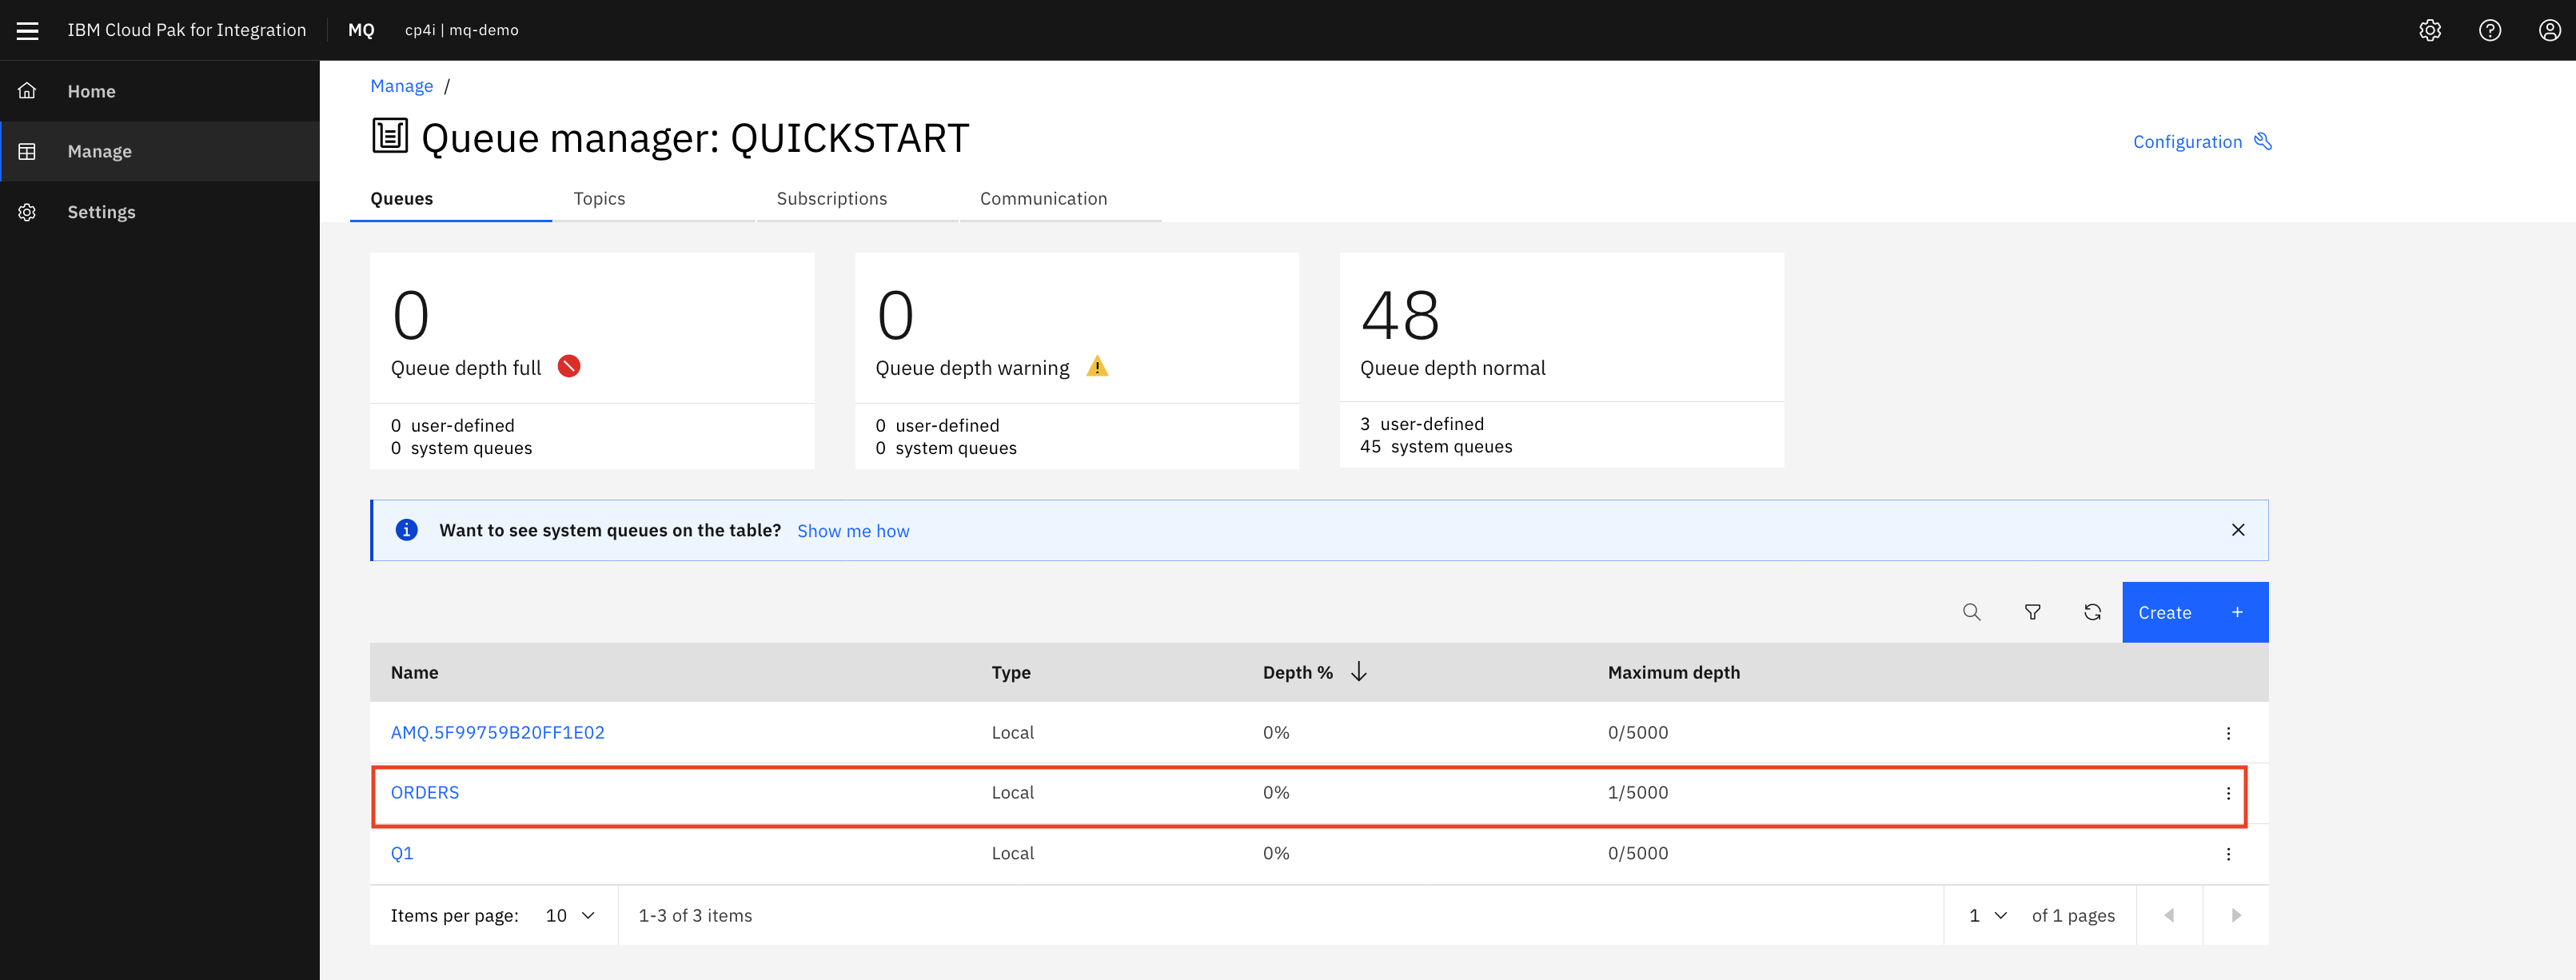 IBM Cloud Pak for Integration MQ cp4i | mq-demo
Home
Manage
Settings
Manage /
Queue manager: QUICKSTART
Configuration
Queues Topics Subscriptions Communication
0
Queue depth full
0 user-defined
0 system queues
0
Queue depth warning
0 user-defined
0 system queues
48
Queue depth normal
3 user-defined
45 system queues
Want to see system queues on the table? Show me how
Create +
Name Type Depth % Maximum depth
AMQ.5F99759B20FF1E02 Local 0% 0/5000
ORDERS Local 0% 1/5000
Q1 Local 0% 0/5000
Items per page: 10 1-3 of 3 items 1 of 1 pages